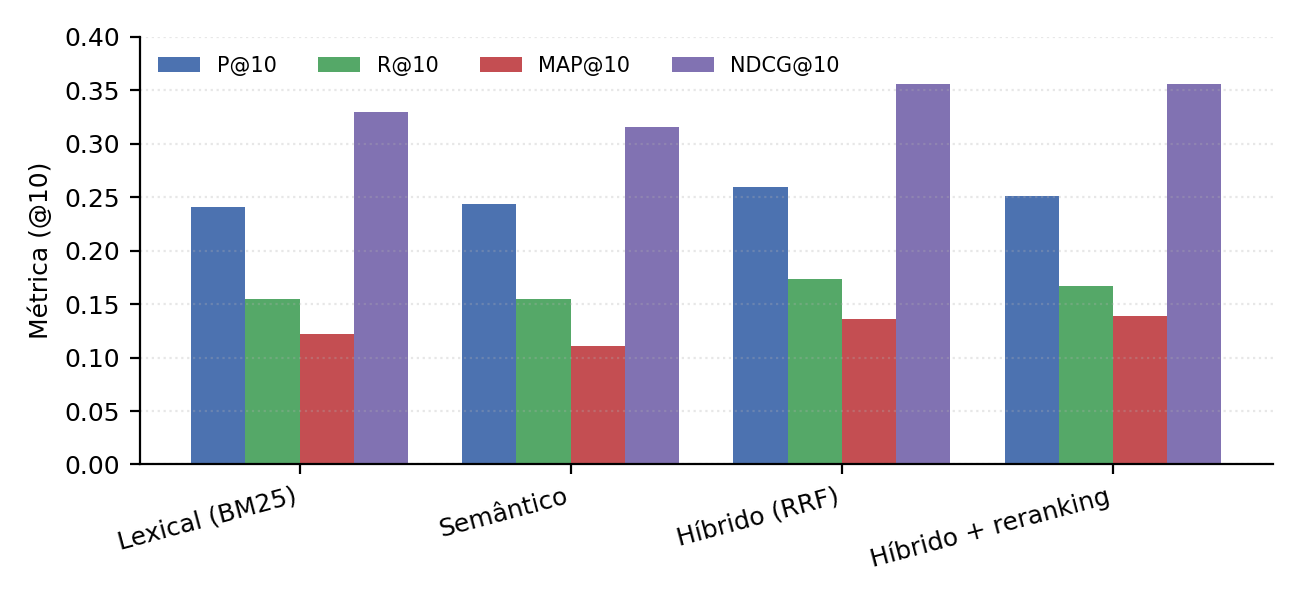 0.40
P@10 R@10 MAP@10 NDCG@10
0.35
0.30
0.25
0.20
0.15
0.10
0.05
0.00
Métrica (@10)
Lexical (BM25)
Semântico
Híbrido (RRF)
Híbrido + reranking